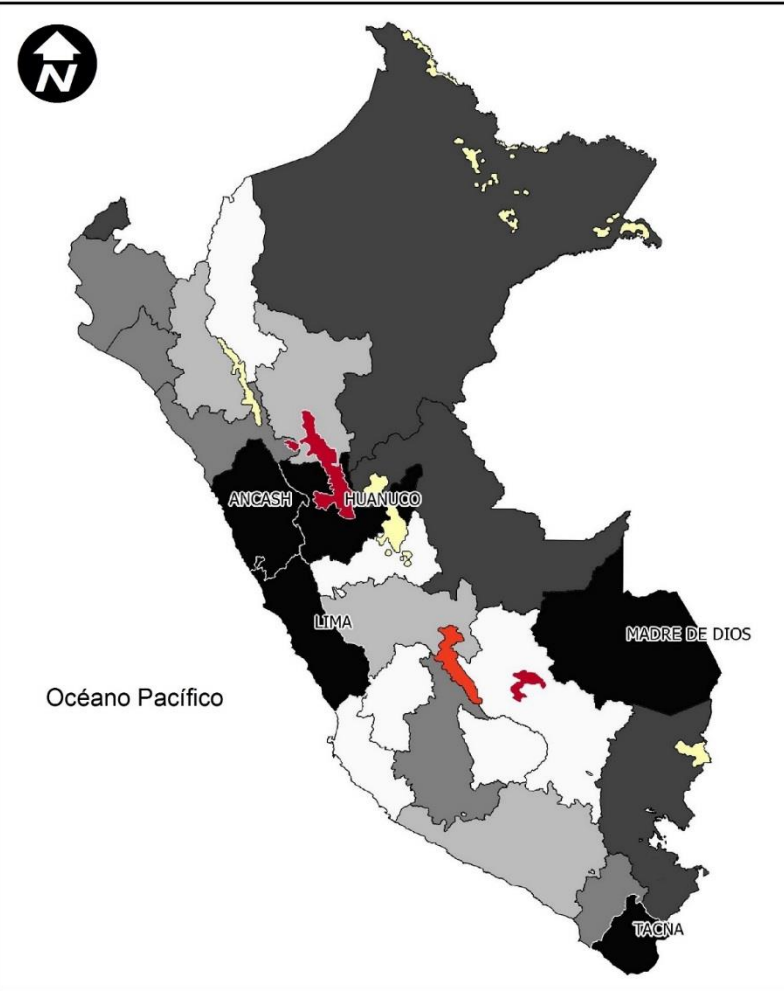 N
ANCASH
HUANUCO
LIMA
MADRE DE DIOS
Océano Pacífico
TACNA